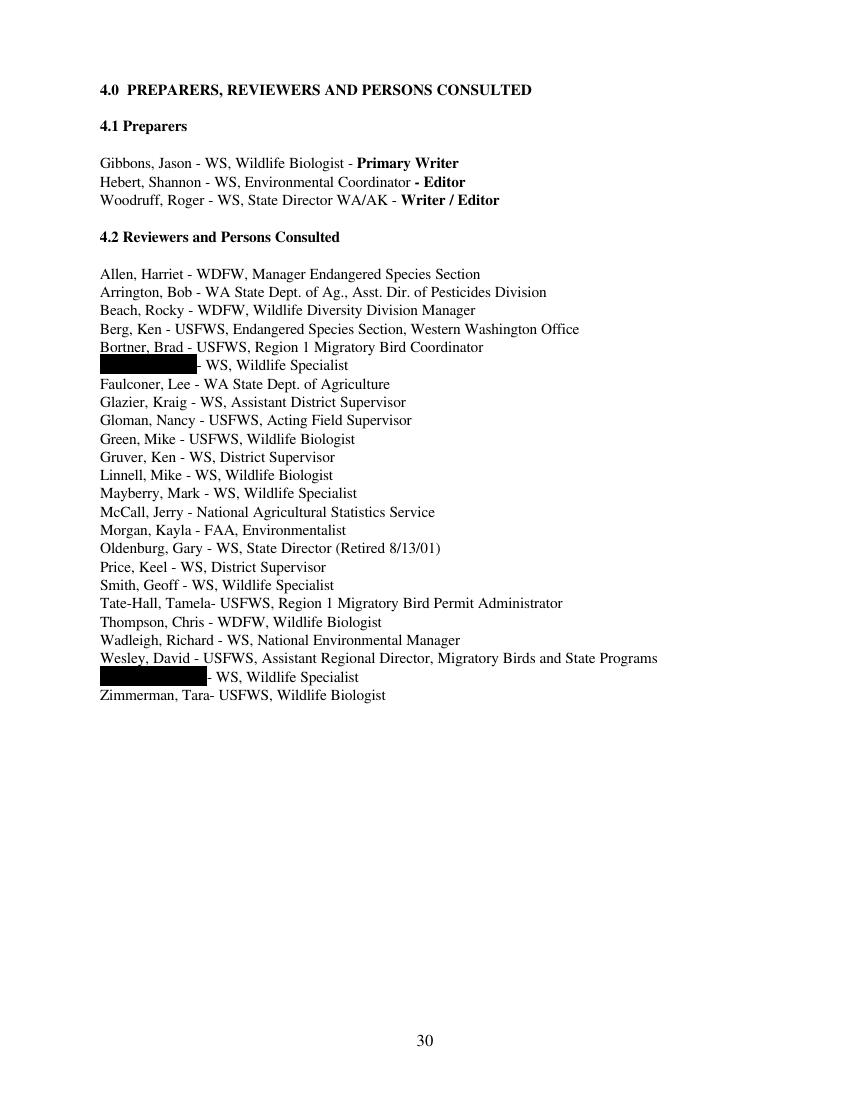 4.0 PREPARERS, REVIEWERS AND PERSONS CONSULTED
4.1 Preparers
Gibbons, Jason - WS, Wildlife Biologist - Primary Writer
Hebert, Shannon - WS, Environmental Coordinator - Editor
Woodruff, Roger - WS, State Director WA/AK - Writer / Editor
4.2 Reviewers and Persons Consulted
Allen, Harriet - WDFW, Manager Endangered Species Section
Arrington, Bob - WA State Dept. of Ag., Asst. Dir. of Pesticides Division
Beach, Rocky - WDFW, Wildlife Diversity Division Manager
Berg, Ken - USFWS, Endangered Species Section, Western Washington Office
Bortner, Brad - USFWS, Region 1 Migratory Bird Coordinator
- WS, Wildlife Specialist
Faulconer, Lee - WA State Dept. of Agriculture
Glazier, Kraig - WS, Assistant District Supervisor
Gloman, Nancy - USFWS, Acting Field Supervisor
Green, Mike - USFWS, Wildlife Biologist
Gruver, Ken - WS, District Supervisor
Linnell, Mike - WS, Wildlife Biologist
Mayberry, Mark - WS, Wildlife Specialist
McCall, Jerry - National Agricultural Statistics Service
Morgan, Kayla - FAA, Environmentalist
Oldenburg, Gary - WS, State Director (Retired 8/13/01)
Price, Keel - WS, District Supervisor
Smith, Geoff - WS, Wildlife Specialist
Tate-Hall, Tamela- USFWS, Region 1 Migratory Bird Permit Administrator
Thompson, Chris - WDFW, Wildlife Biologist
Wadleigh, Richard - WS, National Environmental Manager
Wesley, David - USFWS, Assistant Regional Director, Migratory Birds and State Programs
- WS, Wildlife Specialist
Zimmerman, Tara- USFWS, Wildlife Biologist
30